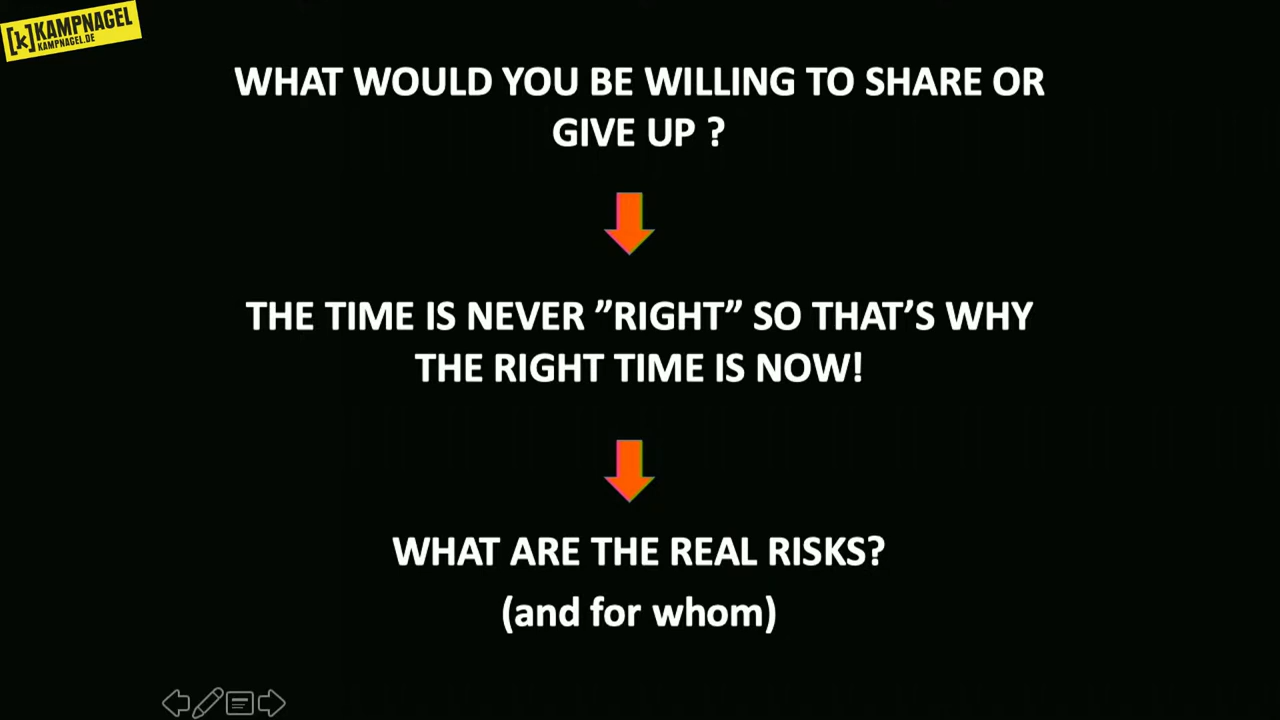 [k]KAMPNAGEL
KAMPNAGEL.DE
WHAT WOULD YOU BE WILLING TO SHARE OR
GIVE UP ?
THE TIME IS NEVER ”RIGHT” SO THAT’S WHY
THE RIGHT TIME IS NOW!
WHAT ARE THE REAL RISKS?
(and for whom)